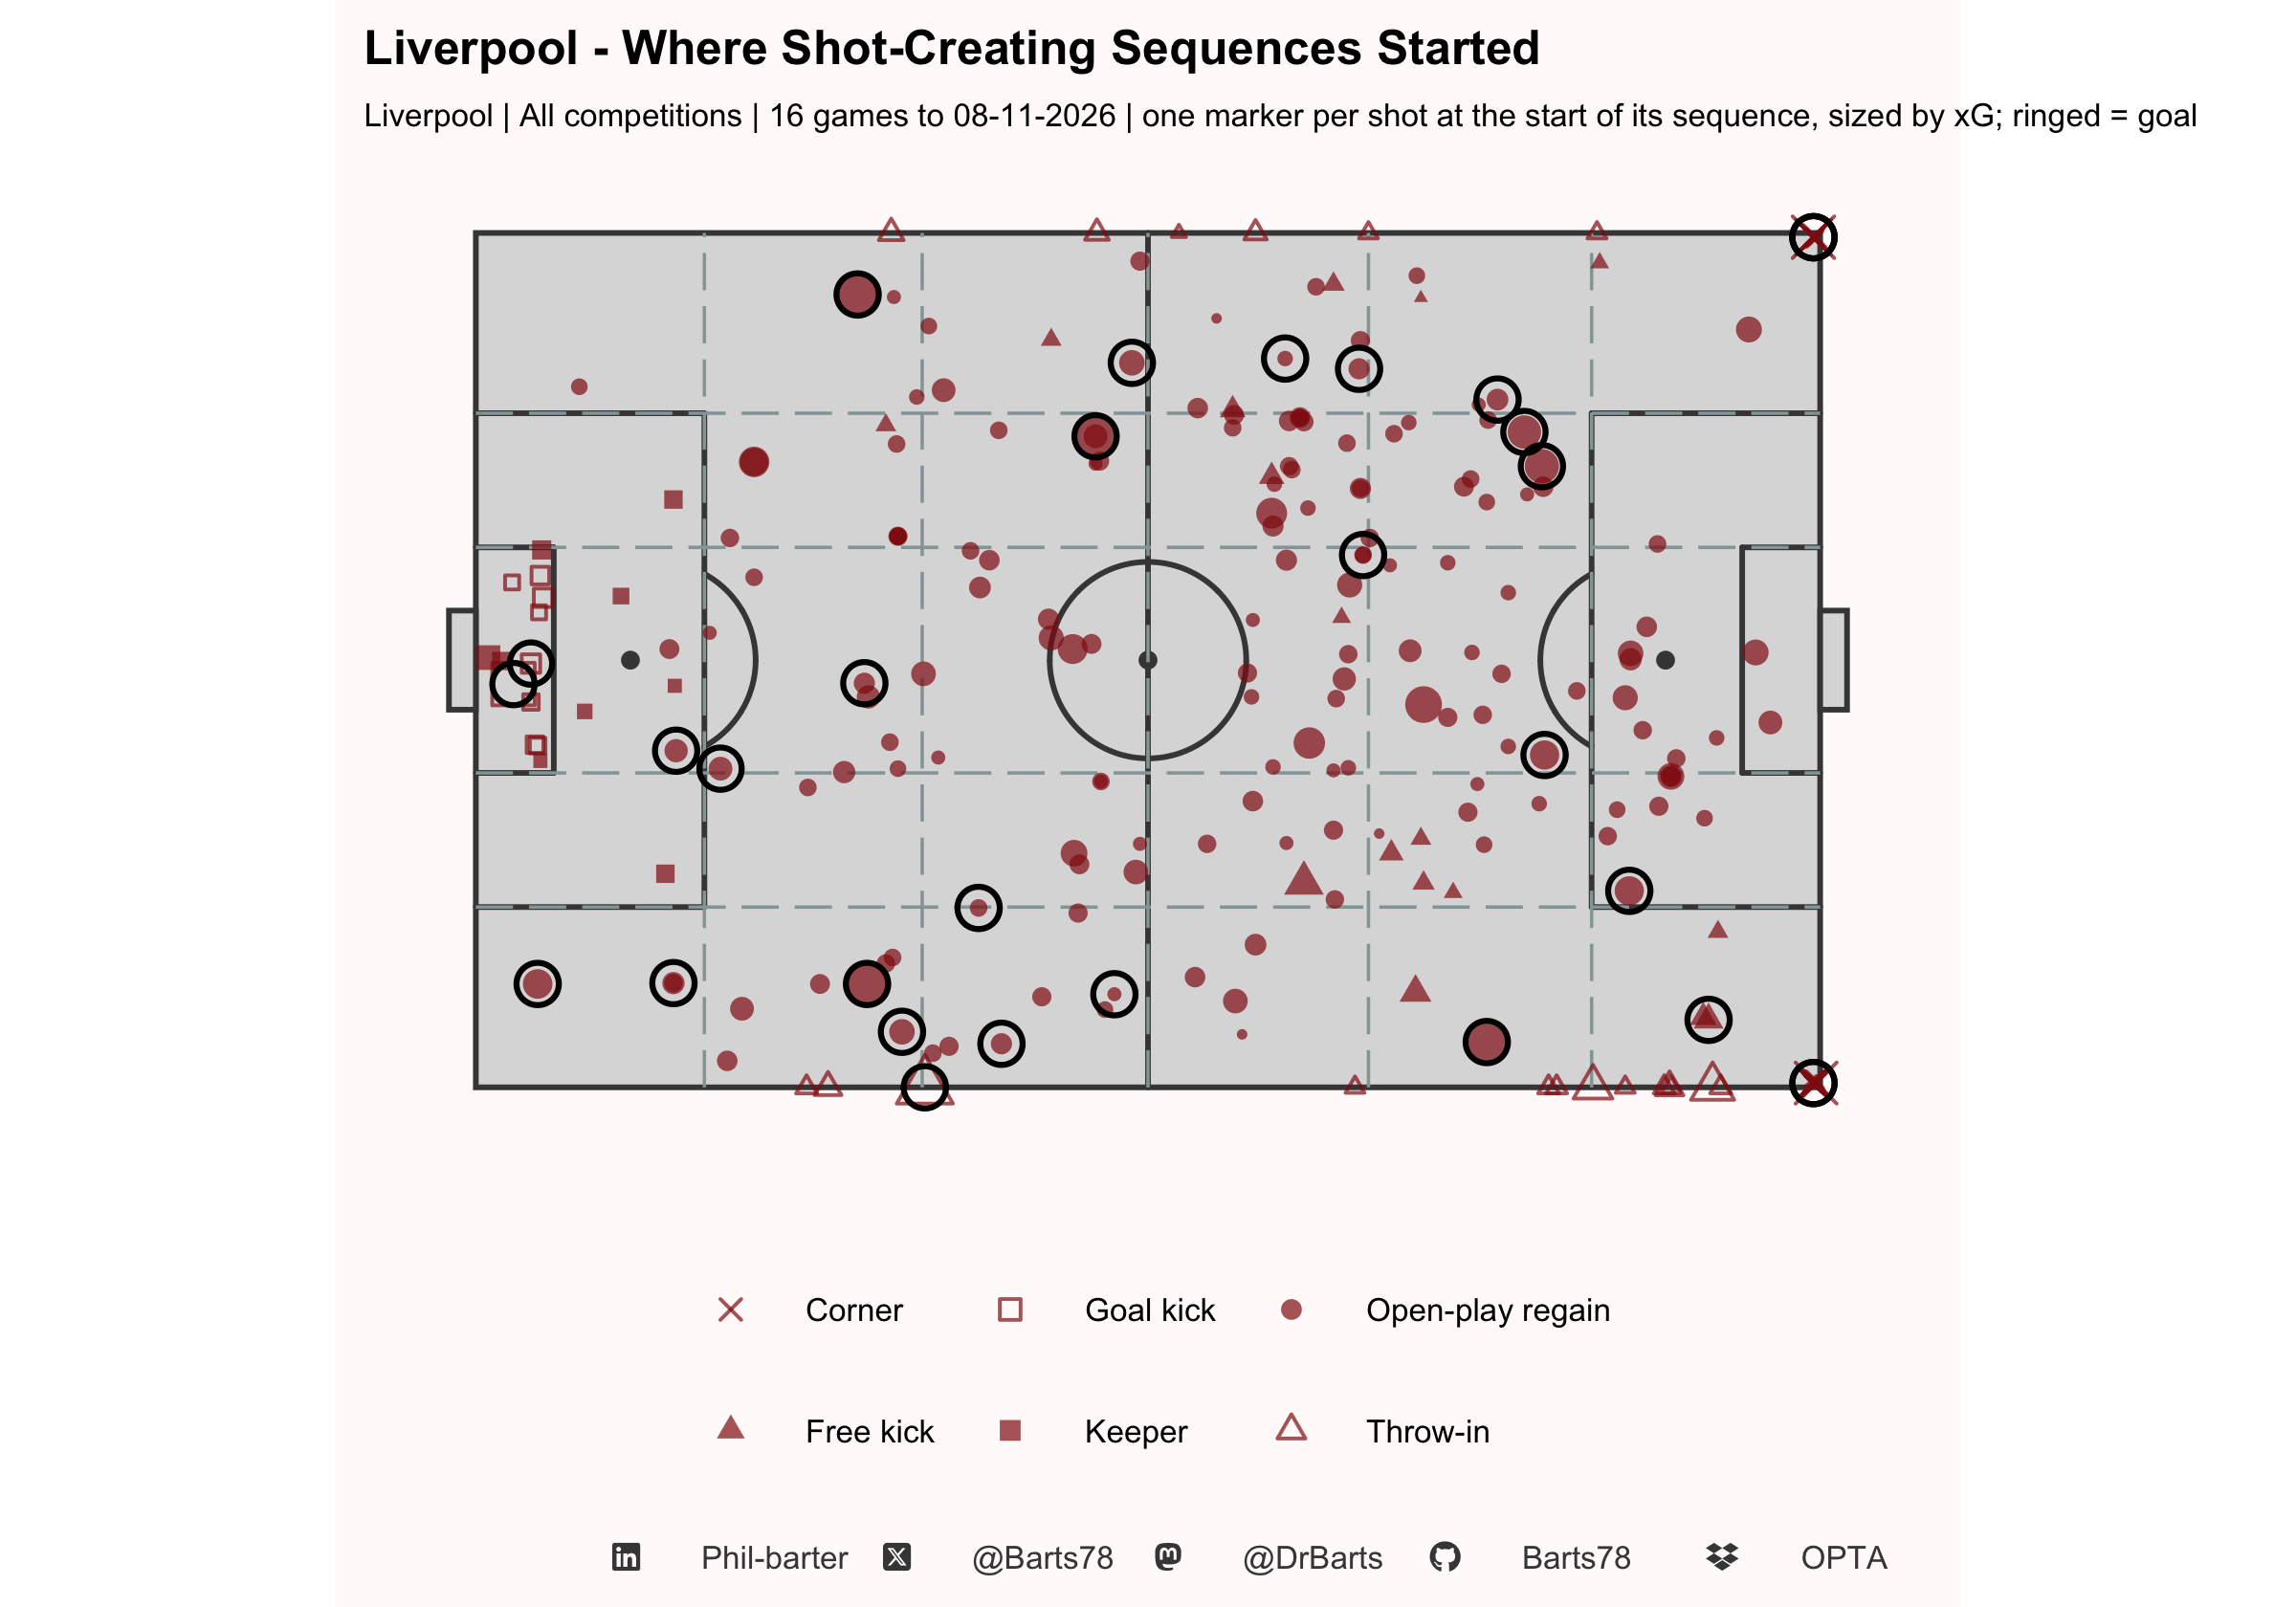 Liverpool - Where Shot-Creating Sequences Started
Liverpool | All competitions | 16 games to 08-11-2026 | one marker per shot at the start of its sequence, sized by xG; ringed = goal
Corner Goal kick Open-play regain
Free kick Keeper Throw-in
Phil-barter @Barts78 @DrBarts Barts78 OPTA